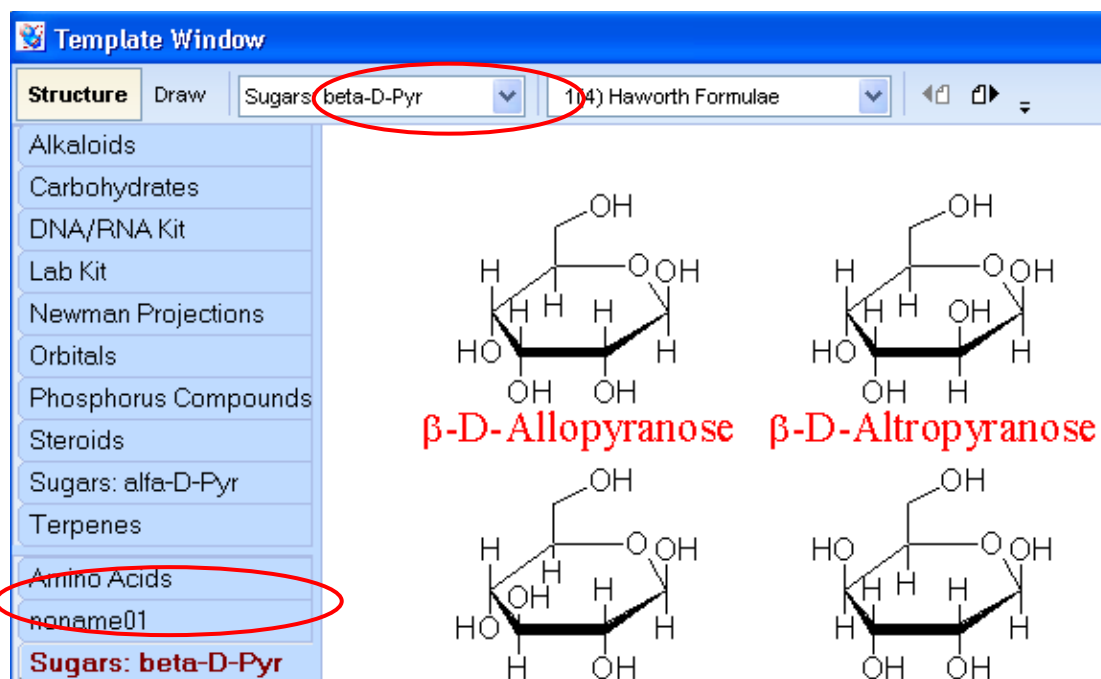 Template Window
Structure Draw Sugars: beta-D-Pyr 1(4) Haworth Formulae
Alkaloids
Carbohydrates
DNA/RNA Kit
Lab Kit
Newman Projections
Orbitals
Phosphorus Compounds
Steroids
Sugars: alfa-D-Pyr
Terpenes
Amino Acids
noname01
Sugars: beta-D-Pyr
OH
H O OH
H H H
HO H
OH OH
β-D-Allopyranose
OH
H O OH
H H OH
HO H
OH H
β-D-Altropyranose
OH
H O OH
H
OH H
HO H
H OH
OH
HO O OH
H H H
H H
OH OH